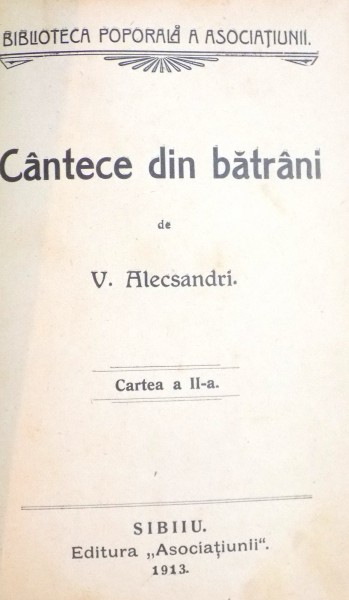 BIBLIOTECA POPORALĂ A ASOCIAȚIUNII.
Cântece din bătrâni
de
V. Alecsandri.
Cartea a II-a.
SIBIIU.
Editura „Asociațiunii“.
1913.